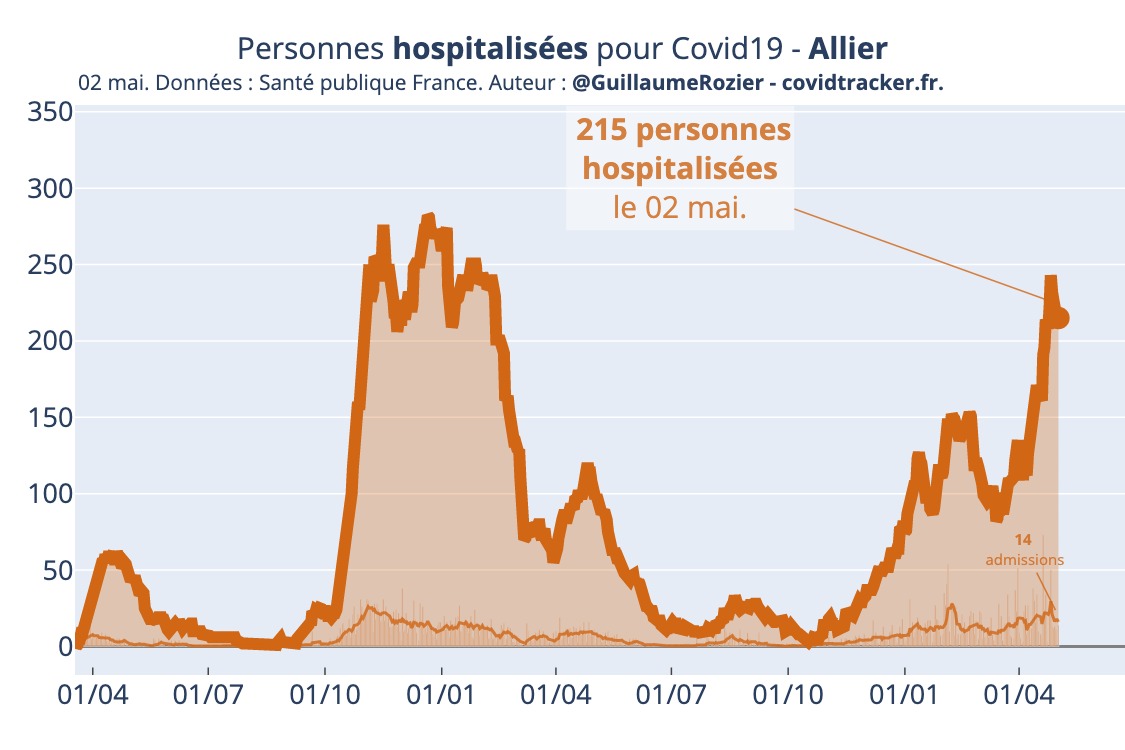 Personnes hospitalisées pour Covid19 - Allier
02 mai. Données : Santé publique France. Auteur : @GuillaumeRozier - covidtracker.fr.
350
215 personnes
hospitalisées
le 02 mai.
300
250
200
150
100
14
admissions
50
0
01/04 01/07 01/10 01/01 01/04 01/07 01/10 01/01 01/04